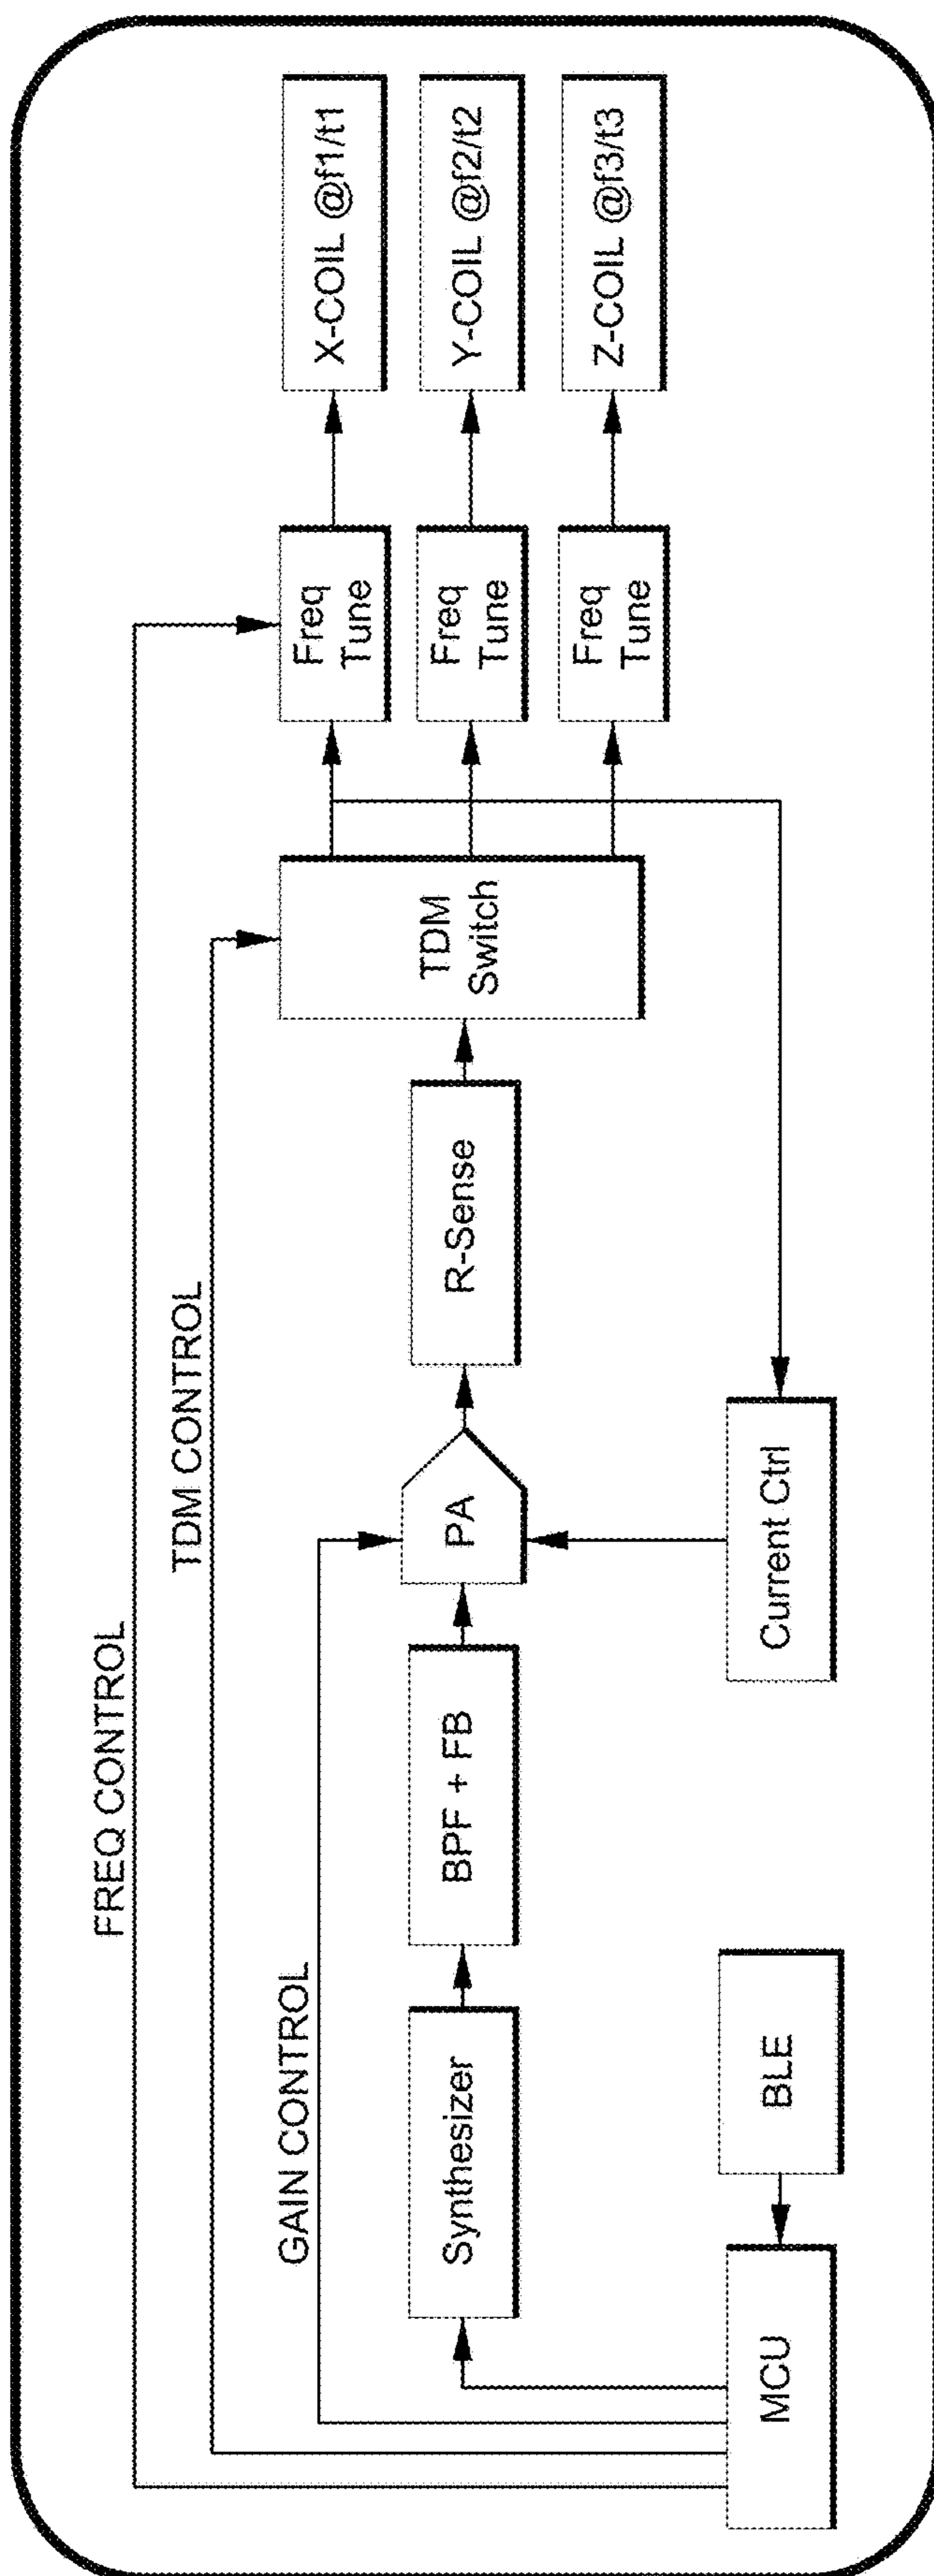 FREQ CONTROL
TDM CONTROL
GAIN CONTROL
MCU
BLE
Synthesizer
BPF + FB
PA
Current Ctrl
R-Sense
TDM
Switch
Freq
Tune
Freq
Tune
Freq
Tune
X-COIL @f1/t1
Y-COIL @f2/t2
Z-COIL @f3/t3